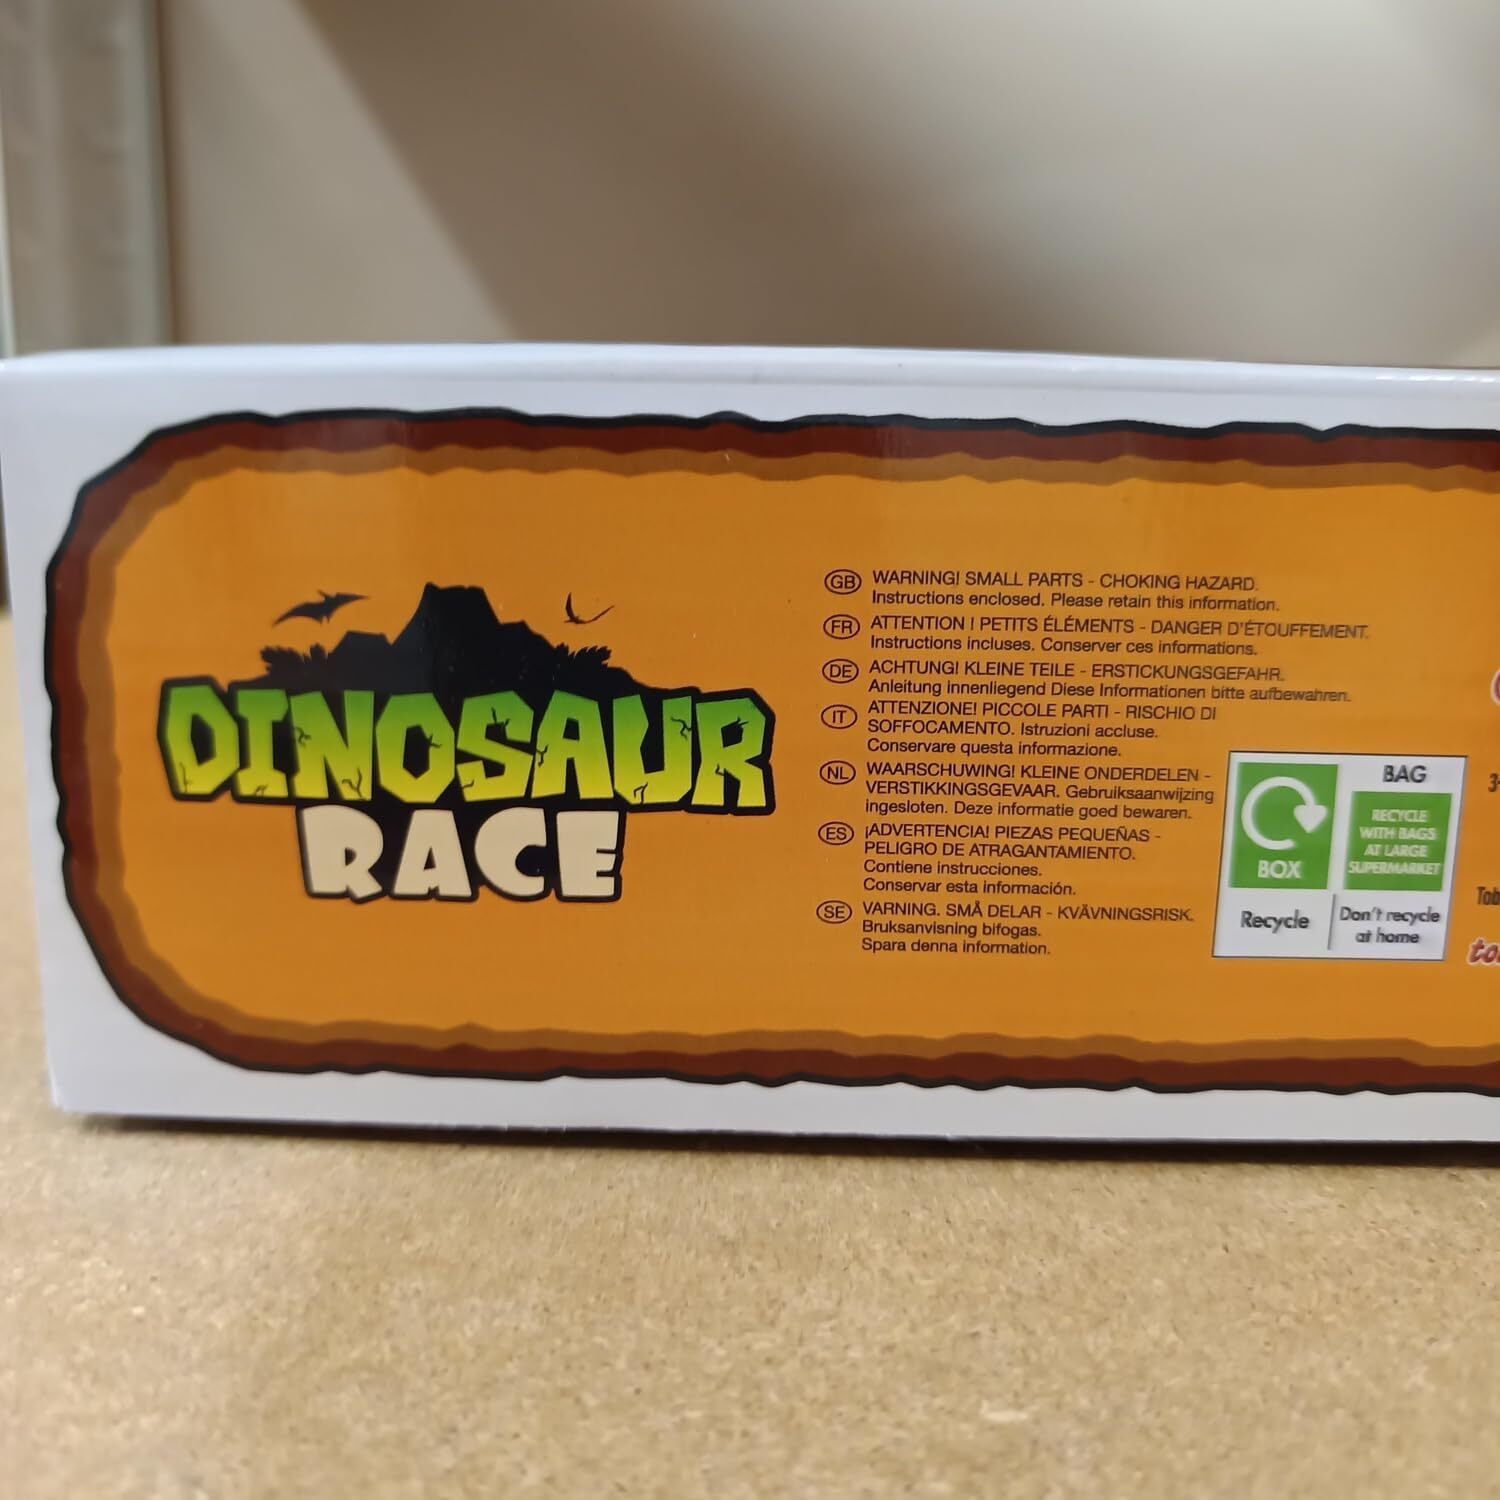 DINOSAUR
RACE
GB WARNING! SMALL PARTS - CHOKING HAZARD.
Instructions enclosed. Please retain this information.
FR ATTENTION ! PETITS ÉLÉMENTS - DANGER D'ÉTOUFFEMENT.
Instructions incluses. Conserver ces informations.
DE ACHTUNG! KLEINE TEILE - ERSTICKUNGSGEFAHR.
Anleitung innenliegend Diese Informationen bitte aufbewahren.
IT ATTENZIONE! PICCOLE PARTI - RISCHIO DI
SOFFOCAMENTO. Istruzioni accluse.
Conservare questa informazione.
NL WAARSCHUWING! KLEINE ONDERDELEN -
VERSTIKKINGSGEVAAR. Gebruiksaanwijzing
ingesloten. Deze informatie goed bewaren.
ES ¡ADVERTENCIA! PIEZAS PEQUEÑAS -
PELIGRO DE ATRAGANTAMIENTO.
Contiene instrucciones.
Conservar esta información.
SE VARNING. SMÅ DELAR - KVÄVNINGSRISK.
Bruksanvisning bifogas.
Spara denna information.
BOX
Recycle
BAG
RECYCLE
WITH BAGS
AT LARGE
SUPERMARKET
Don't recycle
at home